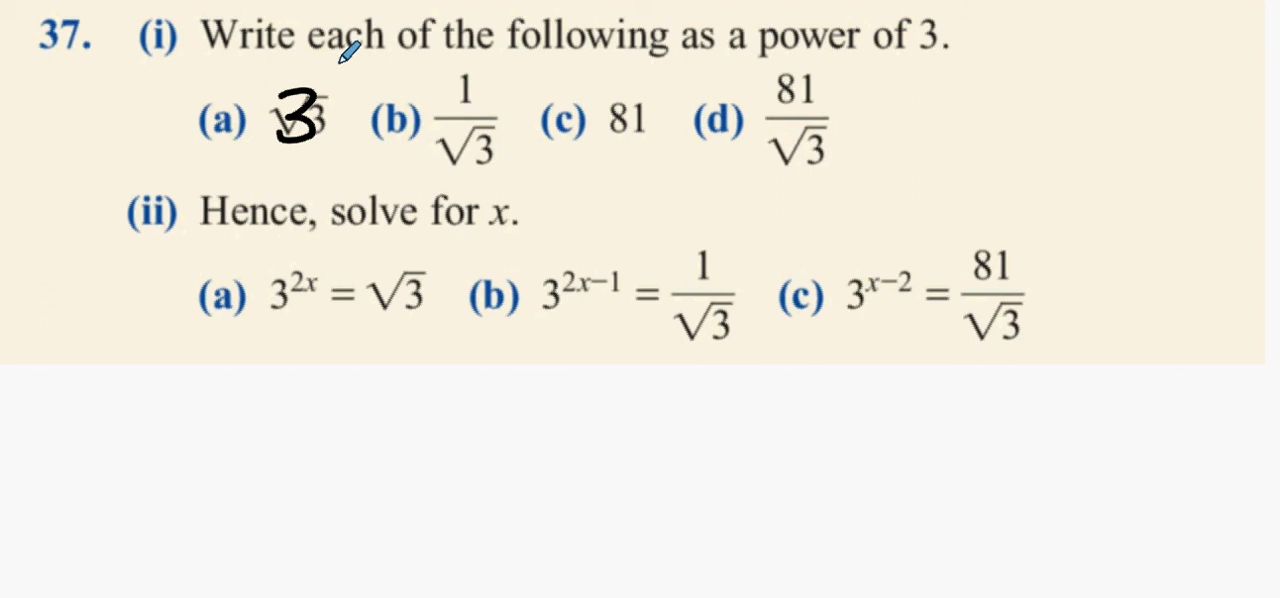 37. (i) Write each of the following as a power of 3.
(a) √3 (b) 1/√3 (c) 81 (d) 81/√3
(ii) Hence, solve for x.
(a) 3^{2x} = √3 (b) 3^{2x−1} = 1/√3 (c) 3^{x−2} = 81/√3
3